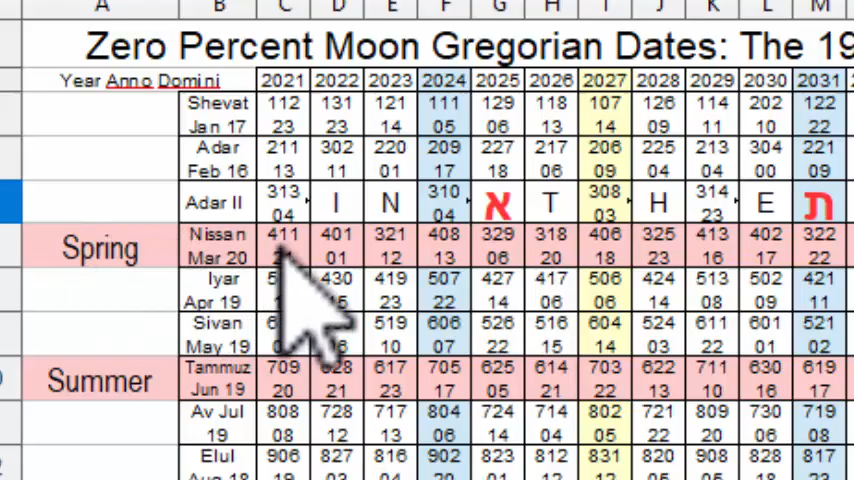 A B C D E F G H I J K L M
Zero Percent Moon Gregorian Dates: The 19
Year Anno Domini 2021 2022 2023 2024 2025 2026 2027 2028 2029 2030 2031
Shevat 112 131 121 111 129 118 107 126 114 202 122
Jan 17 23 23 14 05 06 13 14 09 11 10 22
Adar 211 302 220 209 227 217 206 225 213 304 221
Feb 16 13 11 01 17 18 06 09 04 04 00 09
Adar II 313 I N 310 א T 308 H 314 E ת
04 04 03 23
Nissan 411 401 321 408 329 318 406 325 413 402 322
Spring
Mar 20 01 12 13 06 20 18 23 16 17 22
Iyar 430 419 507 427 417 506 424 513 502 421
Apr 19 23 22 06 06 06 14 08 09 11
Sivan 519 606 526 516 604 524 611 601 521
May 19 10 07 22 15 14 03 22 01 02
Tammuz 709 617 705 625 614 703 622 711 630 619
Summer
Jun 19 20 21 23 17 05 21 22 13 10 16 17
Av Jul 808 728 717 804 724 714 802 721 809 730 719
19 08 12 13 06 14 04 05 22 20 06 08
Elul 906 827 816 902 823 812 831 820 908 828 817